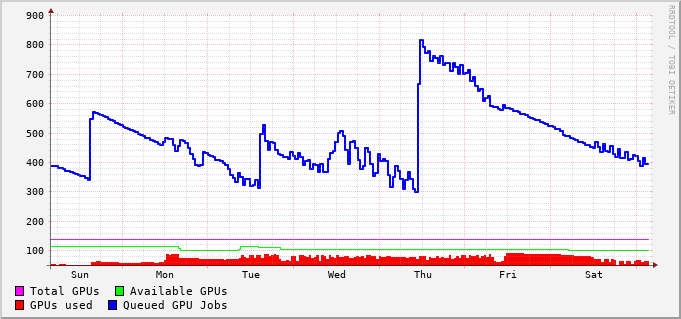 900
800
700
600
500
400
300
200
100
Sun Mon Tue Wed Thu Fri Sat
Total GPUs Available GPUs
GPUs used Queued GPU Jobs
RRDTOOL / TOBI OETIKER